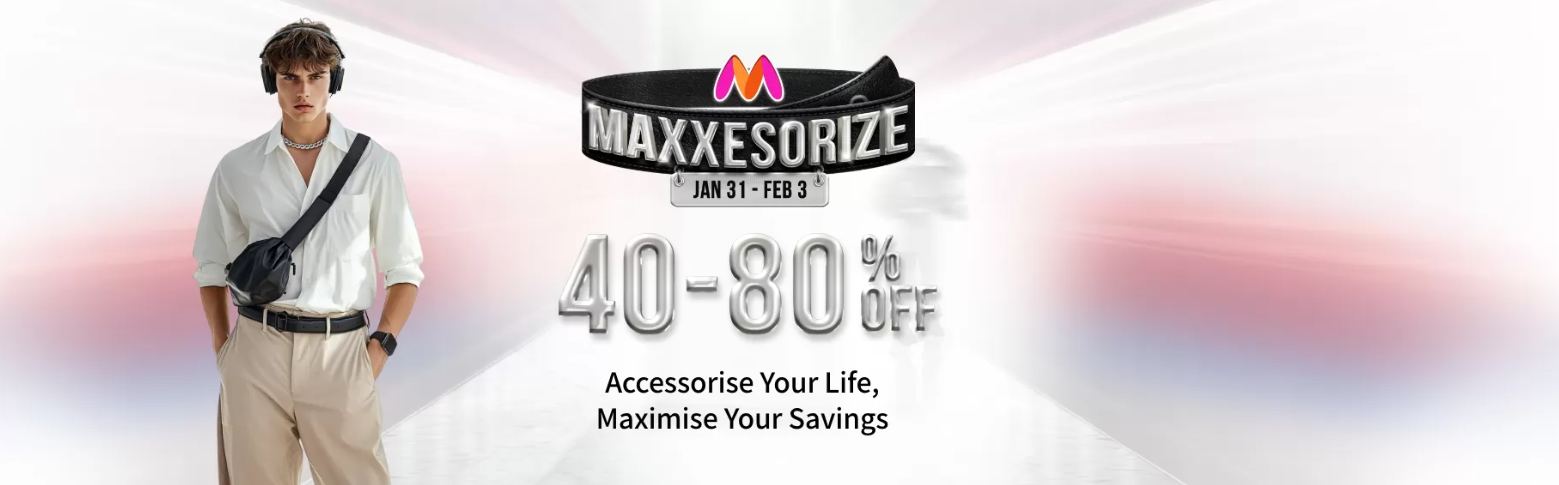 MAXXESORIZE
JAN 31 - FEB 3
40-80% OFF
Accessorise Your Life,
Maximise Your Savings